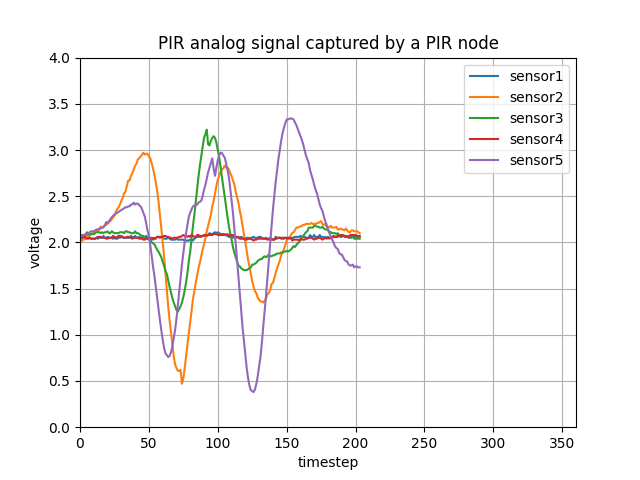 PIR analog signal captured by a PIR node
4.0
3.5
3.0
2.5
2.0
1.5
1.0
0.5
0.0
voltage
sensor1
sensor2
sensor3
sensor4
sensor5
0 50 100 150 200 250 300 350
timestep